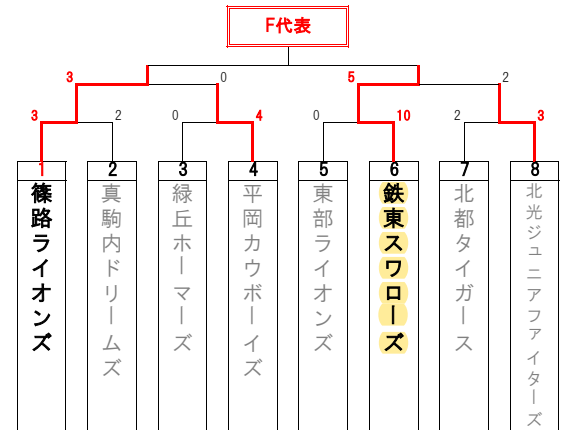 F代表
3 0 5 2
3 2 0 4 0 10 2 3
1 2 3 4 5 6 7 8
篠路ライオンズ
真駒内ドリームズ
緑丘ホーマーズ
平岡カウボーイズ
東部ライオンズ
鉄東スワローズ
北都タイガース
北光ジュニアファイターズ